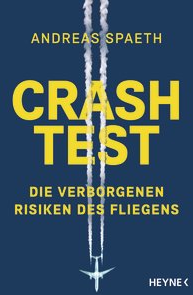 ANDREAS SPAETH
CRASH
TEST
DIE VERBORGENEN
RISIKEN DES FLIEGENS
HEYNE